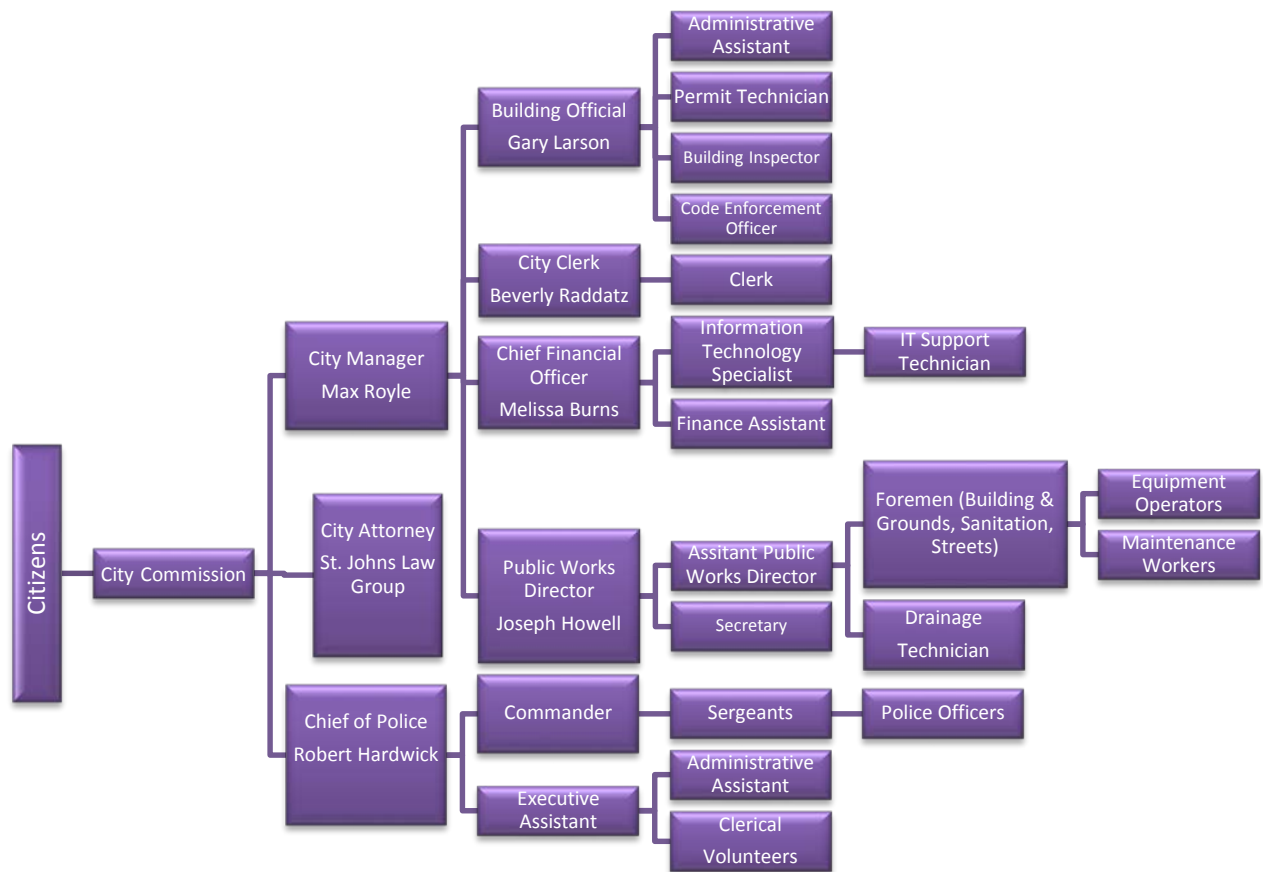 Citizens
City Commission
City Manager
Max Royle
Building Official
Gary Larson
Administrative
Assistant
Permit Technician
Building Inspector
Code Enforcement
Officer
City Clerk
Beverly Raddatz
Clerk
Chief Financial
Officer
Melissa Burns
Information
Technology
Specialist
IT Support
Technician
Finance Assistant
Public Works
Director
Joseph Howell
Assitant Public
Works Director
Foremen (Building &
Grounds, Sanitation,
Streets)
Equipment
Operators
Maintenance
Workers
Drainage
Technician
Secretary
City Attorney
St. Johns Law
Group
Chief of Police
Robert Hardwick
Commander
Sergeants
Police Officers
Executive
Assistant
Administrative
Assistant
Clerical
Volunteers